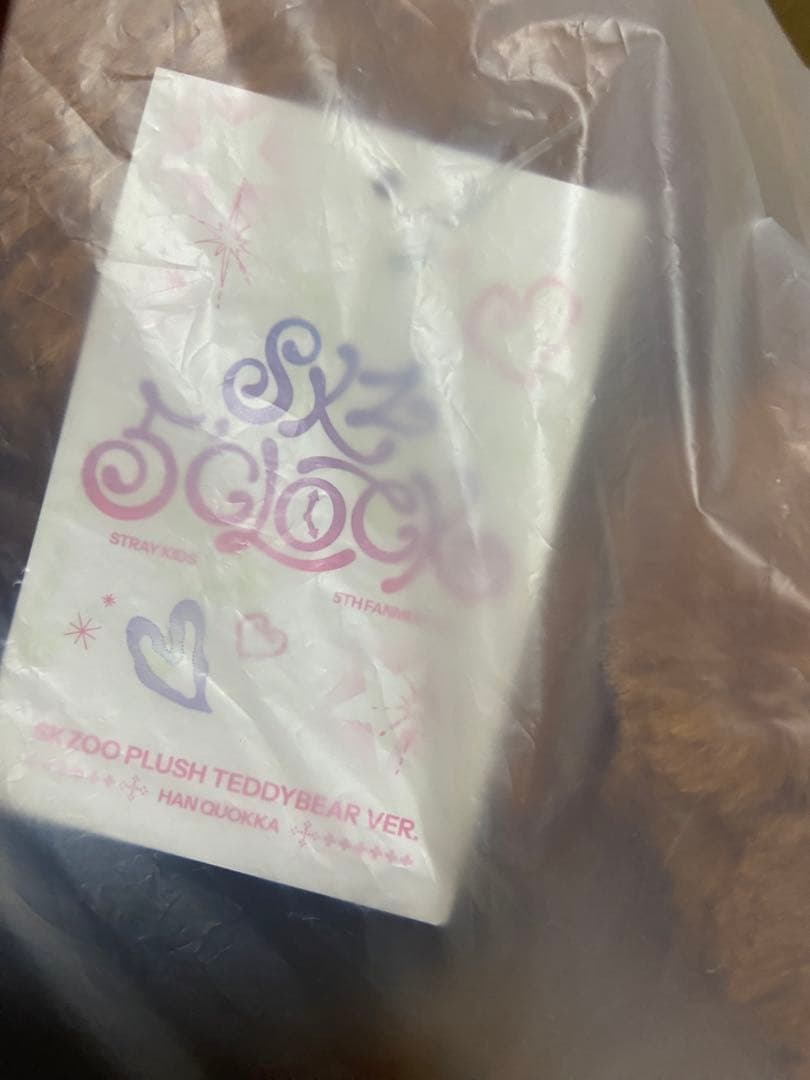 SKZ
5'CLOCK
STRAY KIDS
5TH FANM
SKZOO PLUSH TEDDYBEAR VER.
HAN QUOKKA